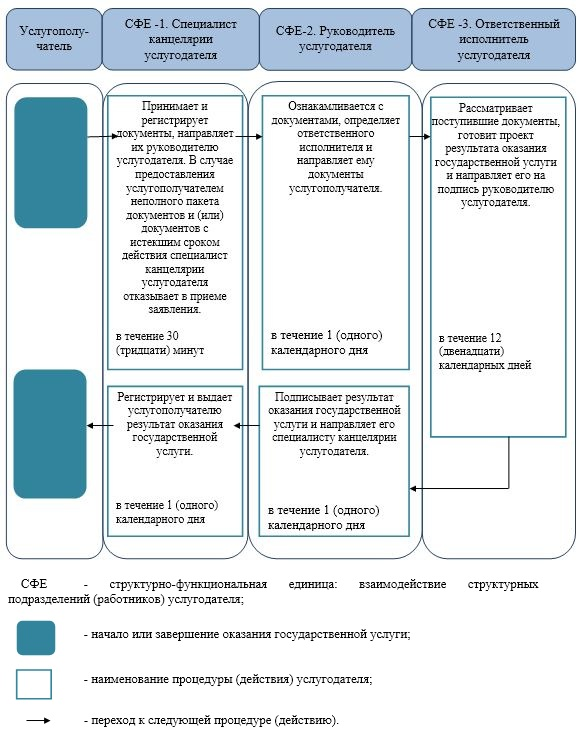 Услугополу-
чатель
СФЕ -1. Специалист
канцелярии
услугодателя
СФЕ-2. Руководитель
услугодателя
СФЕ -3. Ответственный
исполнитель
услугодателя
Принимает и
регистрирует
документы, направляет
их руководителю
услугодателя. В случае
предоставления
услугополучателем
неполного пакета
документов и (или)
документов с
истекшим сроком
действия специалист
канцелярии
услугодателя
отказывает в приеме
заявления.
в течение 30
(тридцати) минут
Ознакамливается с
документами, определяет
ответственного
исполнителя и
направляет ему
документы
услугополучателя.
в течение 1 (одного)
календарного дня
Рассматривает
поступившие документы,
готовит проект
результата оказания
государственной услуги
и направляет его на
подпись руководителю
услугодателя.
в течение 12
(двенадцати)
календарных дней
Регистрирует и выдает
услугополучателю
результат оказания
государственной
услуги.
в течение 1 (одного)
календарного дня
Подписывает результат
оказания государственной
услуги и направляет его
специалисту канцелярии
услугодателя.
в течение 1 (одного)
календарного дня
СФЕ - структурно-функциональная единица: взаимодействие структурных
подразделений (работников) услугодателя;
- начало или завершение оказания государственной услуги;
- наименование процедуры (действия) услугодателя;
- переход к следующей процедуре (действию).